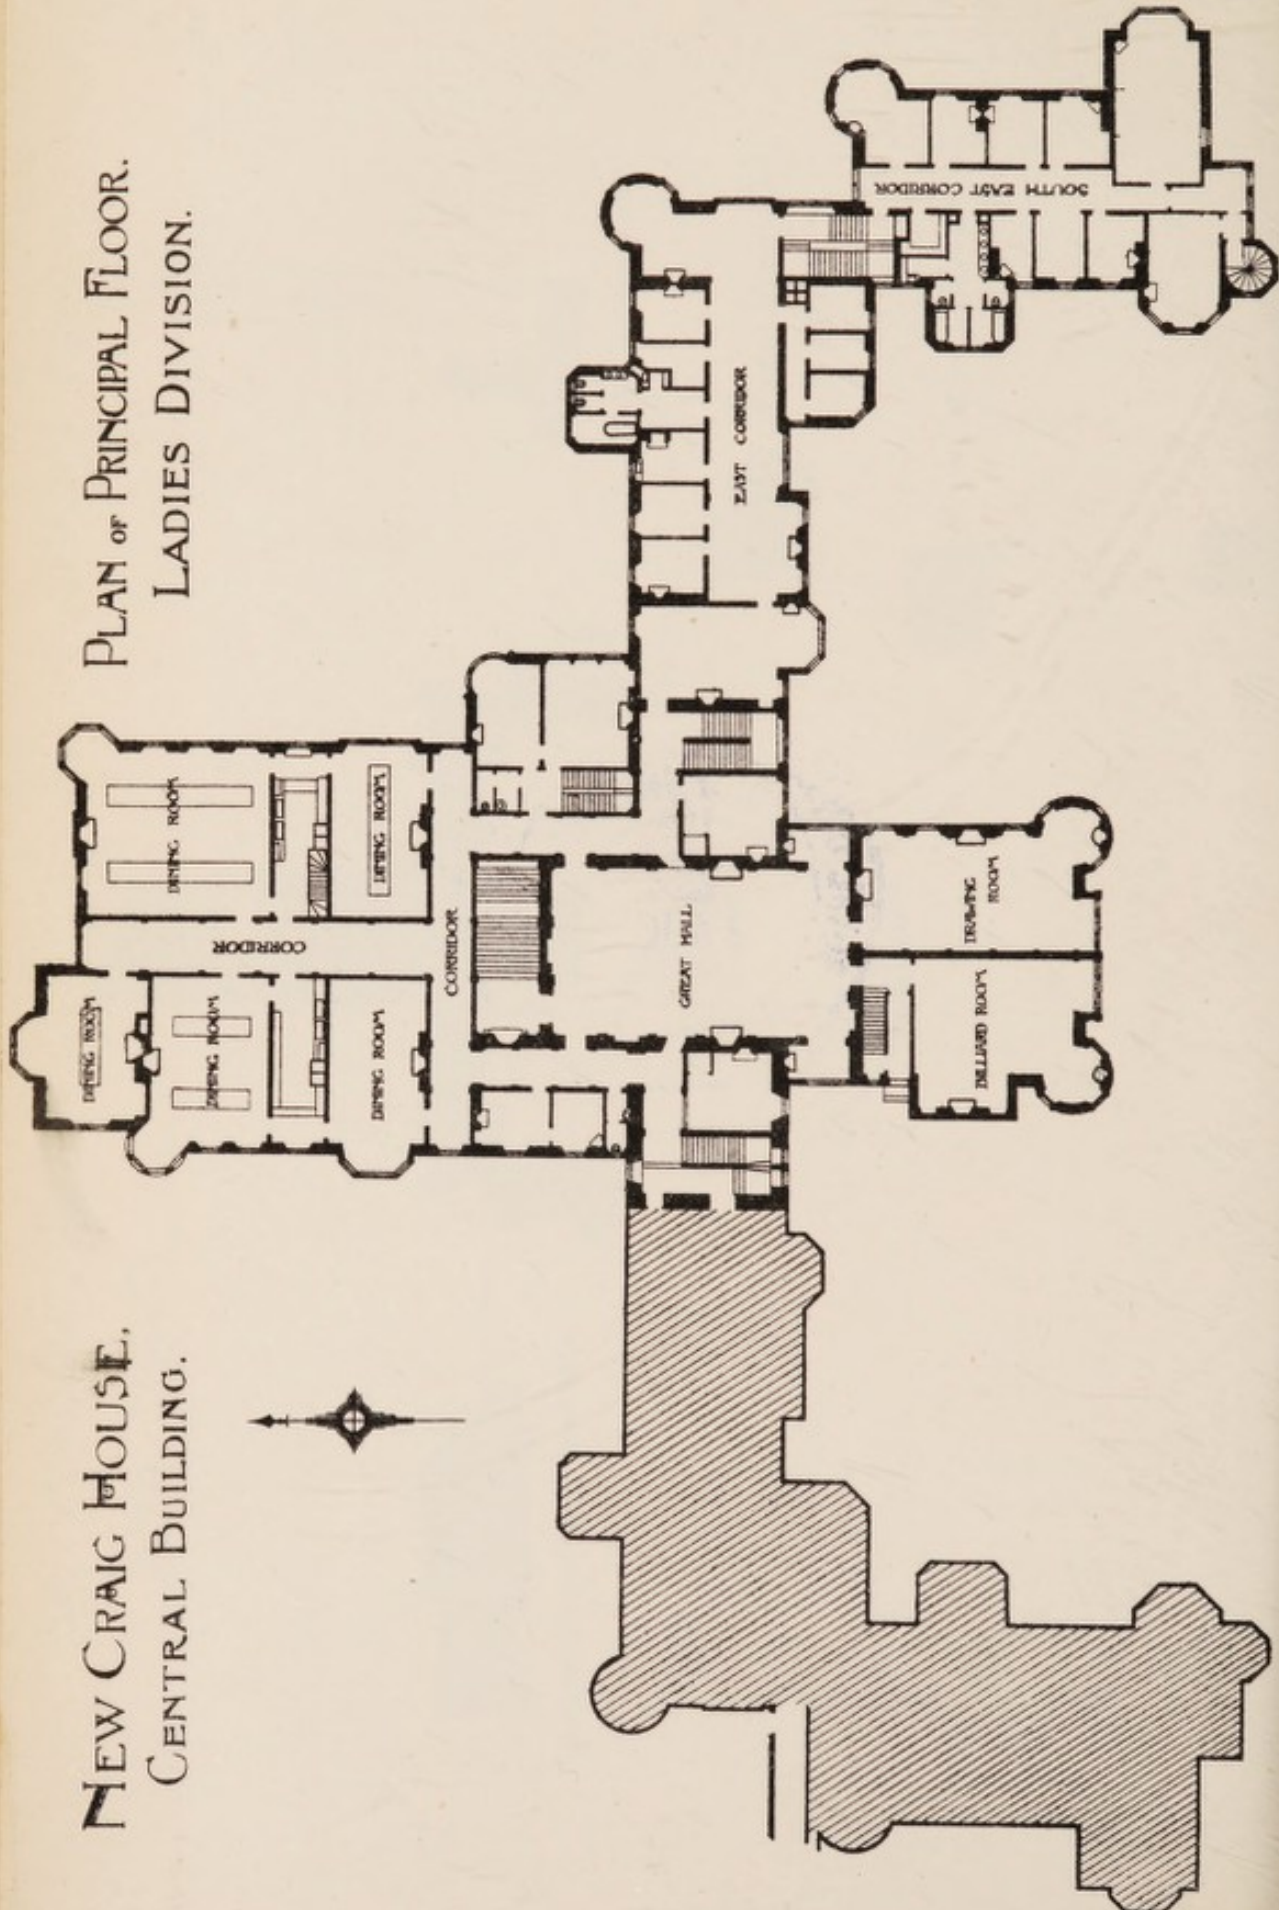 NEW CRAIG HOUSE.
CENTRAL BUILDING.
PLAN OF PRINCIPAL FLOOR.
LADIES DIVISION.
DINING ROOM
DINING ROOM
DINING ROOM
CORRIDOR
DINING ROOM
DINING ROOM
CORRIDOR
GREAT HALL
EAST CORRIDOR
SOUTH EAST CORRIDOR
BILLIARD ROOM
DRAWING
ROOM